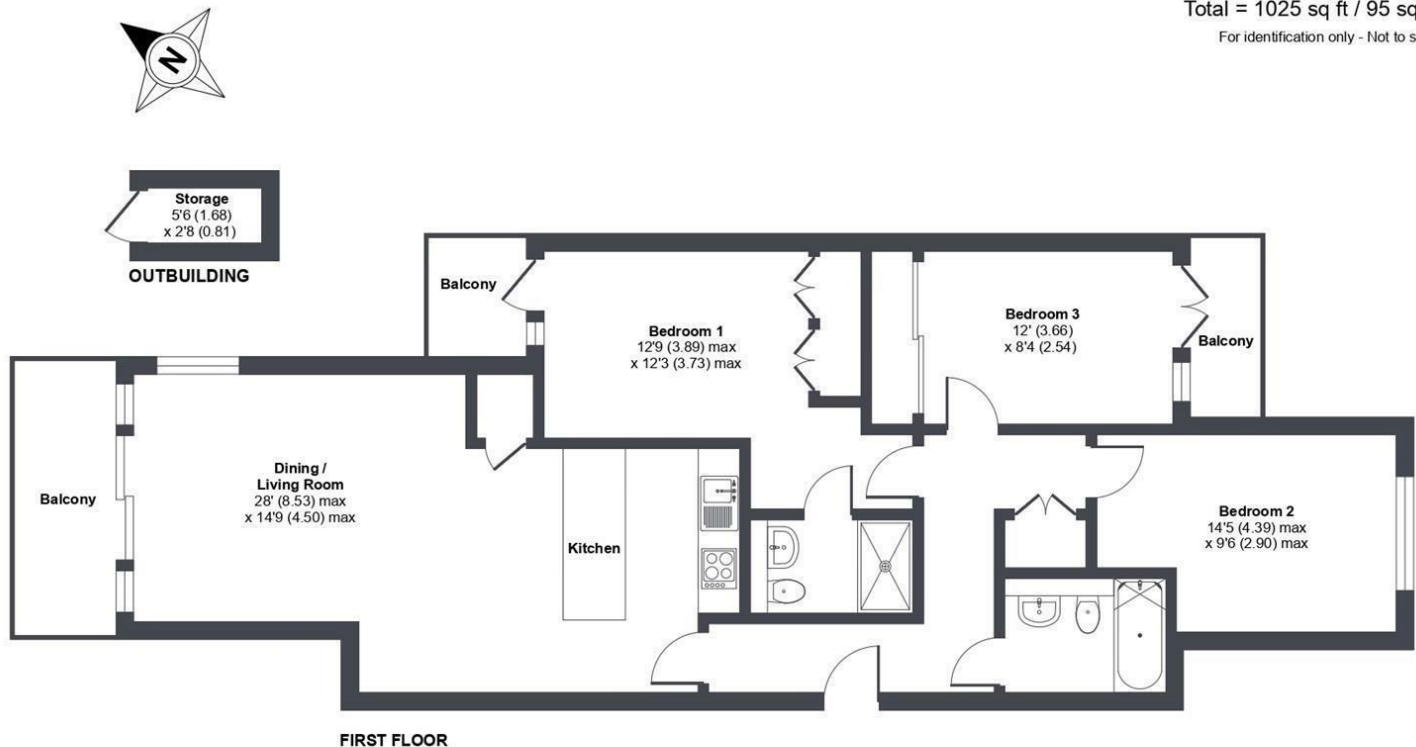 Total = 1025 sq ft / 95 sq
For identification only - Not to s
N
Storage
5'6 (1.68)
x 2'8 (0.81)
OUTBUILDING
Balcony
Bedroom 1
12'9 (3.89) max
x 12'3 (3.73) max
Bedroom 3
12' (3.66)
x 8'4 (2.54)
Balcony
Balcony
Dining /
Living Room
28' (8.53) max
x 14'9 (4.50) max
Kitchen
Bedroom 2
14'5 (4.39) max
x 9'6 (2.90) max
FIRST FLOOR